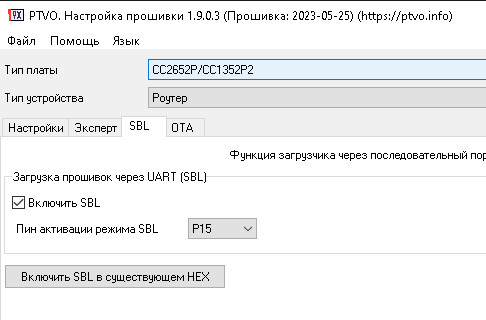 PTVO. Настройка прошивки 1.9.0.3 (Прошивка: 2023-05-25) (https://ptvo.info)
Файл Помощь Язык
Тип платы CC2652P/CC1352P2
Тип устройства Роутер
Настройки Эксперт SBL OTA
Функция загрузчика через последовательный
Загрузка прошивок через UART (SBL)
Включить SBL
Пин активации режима SBL P15
Включить SBL в существующем HEX